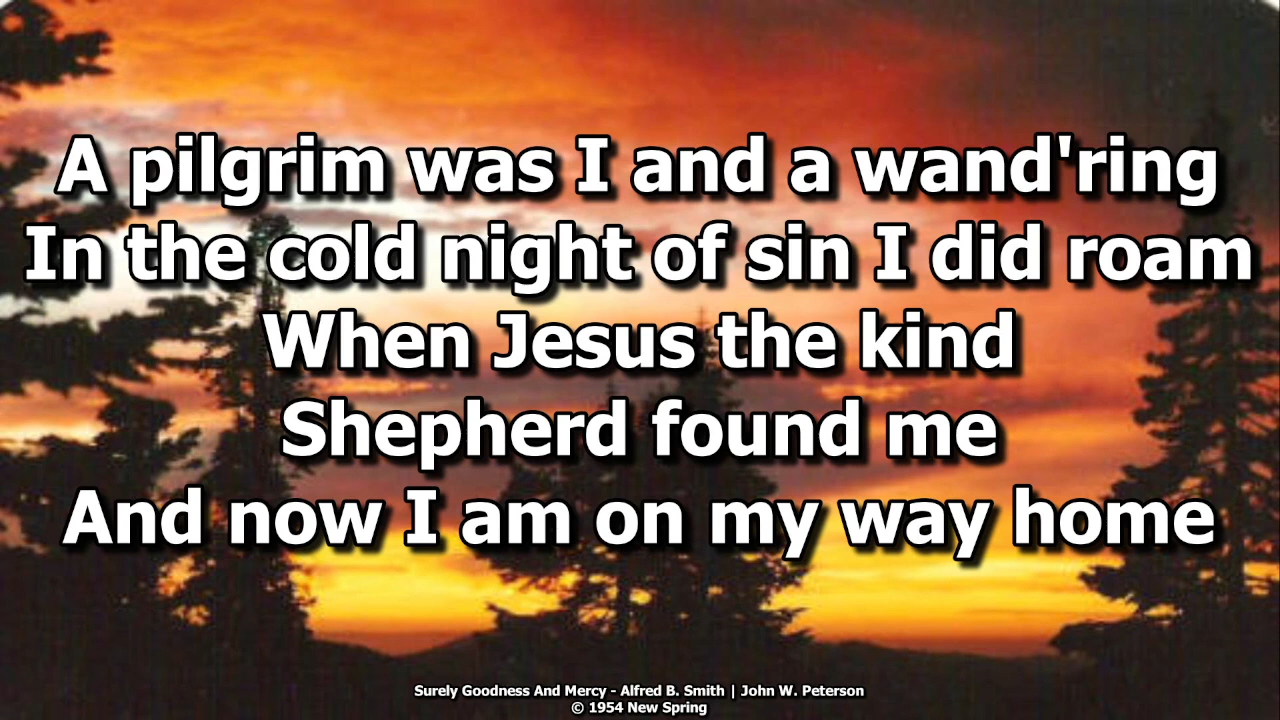 A pilgrim was I and a wand'ring
In the cold night of sin I did roam
When Jesus the kind
Shepherd found me
And now I am on my way home
Surely Goodness And Mercy - Alfred B. Smith | John W. Peterson
© 1954 New Spring